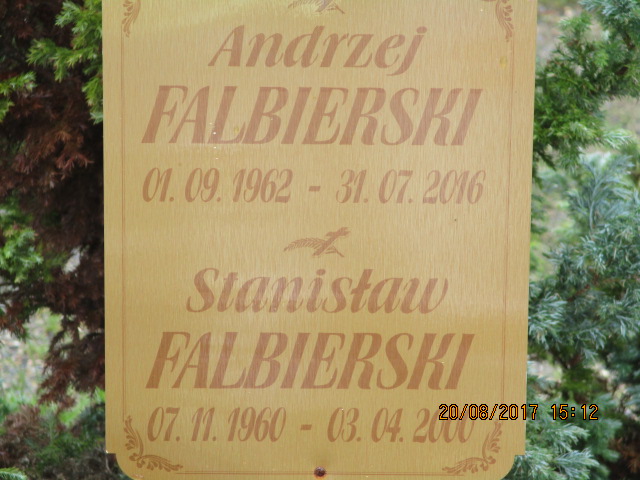 Andrzej
FALBIERSKI
01. 09. 1962 - 31. 07. 2016
Stanisław
FALBIERSKI
07. 11. 1960 - 03. 04. 2000
20/08/2017 15:12